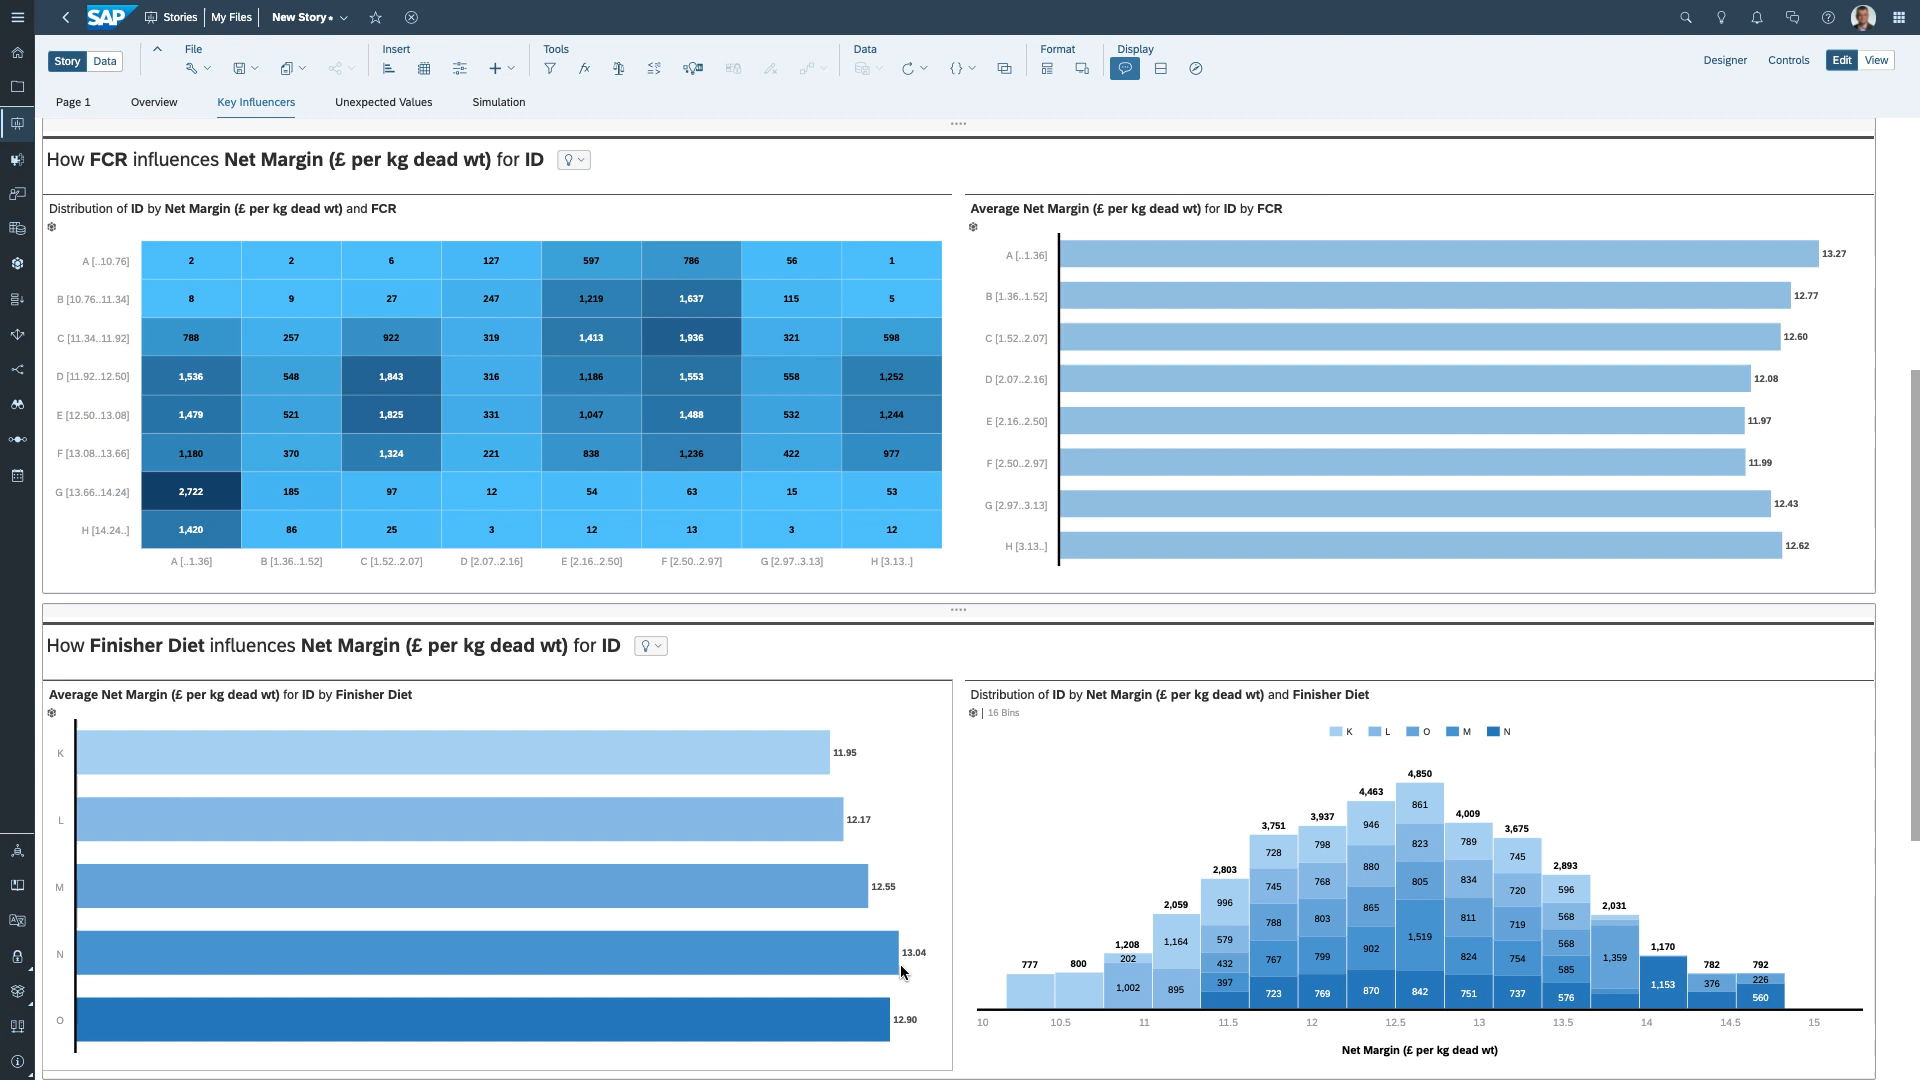 SAP Stories My Files New Story
Story Data
File Insert Tools Data Format Display
Designer Controls Edit View
Page 1 Overview Key Influencers Unexpected Values Simulation
How FCR influences Net Margin (£ per kg dead wt) for ID
Distribution of ID by Net Margin (£ per kg dead wt) and FCR
A [..10.76] 2 2 6 127 597 786 56 1
B [10.76..11.34] 8 9 27 247 1,219 1,637 115 5
C [11.34..11.92] 788 257 922 319 1,413 1,936 321 598
D [11.92..12.50] 1,536 548 1,843 316 1,186 1,553 558 1,252
E [12.50..13.08] 1,479 521 1,825 331 1,047 1,488 532 1,244
F [13.08..13.66] 1,180 370 1,324 221 838 1,236 422 977
G [13.66..14.24] 2,722 185 97 12 54 63 15 53
H [14.24..] 1,420 86 25 3 12 13 3 12
A [..1.36] B [1.36..1.52] C [1.52..2.07] D [2.07..2.16] E [2.16..2.50] F [2.50..2.97] G [2.97..3.13] H [3.13..]
Average Net Margin (£ per kg dead wt) for ID by FCR
A [..1.36] 13.27
B [1.36..1.52] 12.77
C [1.52..2.07] 12.60
D [2.07..2.16] 12.08
E [2.16..2.50] 11.97
F [2.50..2.97] 11.99
G [2.97..3.13] 12.43
H [3.13..] 12.62
How Finisher Diet influences Net Margin (£ per kg dead wt) for ID
Average Net Margin (£ per kg dead wt) for ID by Finisher Diet
K 11.95
L 12.17
M 12.55
N 13.04
O 12.90
Distribution of ID by Net Margin (£ per kg dead wt) and Finisher Diet
16 Bins
K L O M N
777
800
1,208 202 1,002
2,059 1,164 895
2,803 996 579 432 397
3,751 728 745 788 767 723
3,937 798 768 803 799 769
4,463 946 880 865 902 870
4,850 861 823 805 1,519 842
4,009 789 834 811 824 751
3,675 745 720 719 754 737
2,893 596 568 568 585 576
2,031 1,359
1,170 1,153
782 376
792 226 560
10 10.5 11 11.5 12 12.5 13 13.5 14 14.5 15
Net Margin (£ per kg dead wt)